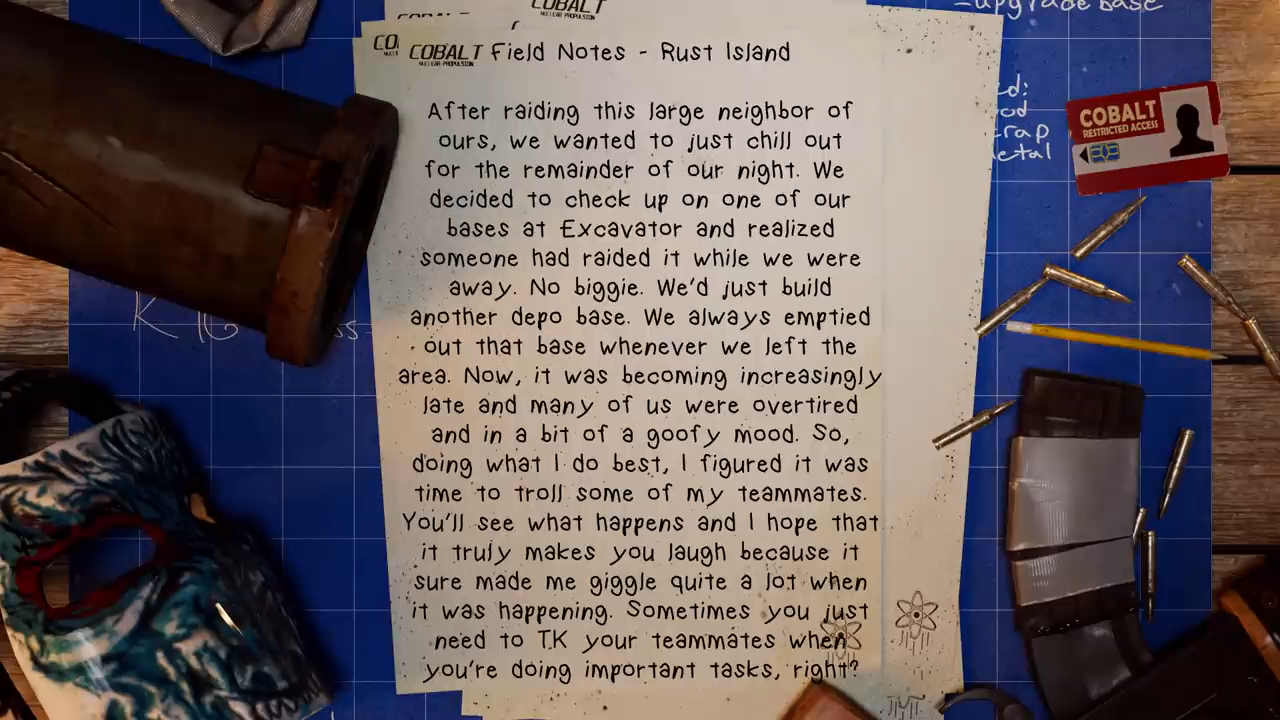 COBALT
NUCLEAR PROPULSION
=upgrade base
COBALT Field Notes - Rust Island
NUCLEAR PROPULSION
After raiding this large neighbor of
ours, we wanted to just chill out
for the remainder of our night. We
decided to check up on one of our
bases at Excavator and realized
someone had raided it while we were
away. No biggie. We'd just build
another depo base. We always emptied
out that base whenever we left the
area. Now, it was becoming increasingly
late and many of us were overtired
and in a bit of a goofy mood. So,
doing what I do best, I figured it was
time to troll some of my teammates.
You'll see what happens and I hope that
it truly makes you laugh because it
sure made me giggle quite a lot when
it was happening. Sometimes you just
need to TK your teammates when
you're doing important tasks, right?
COBALT
RESTRICTED ACCESS